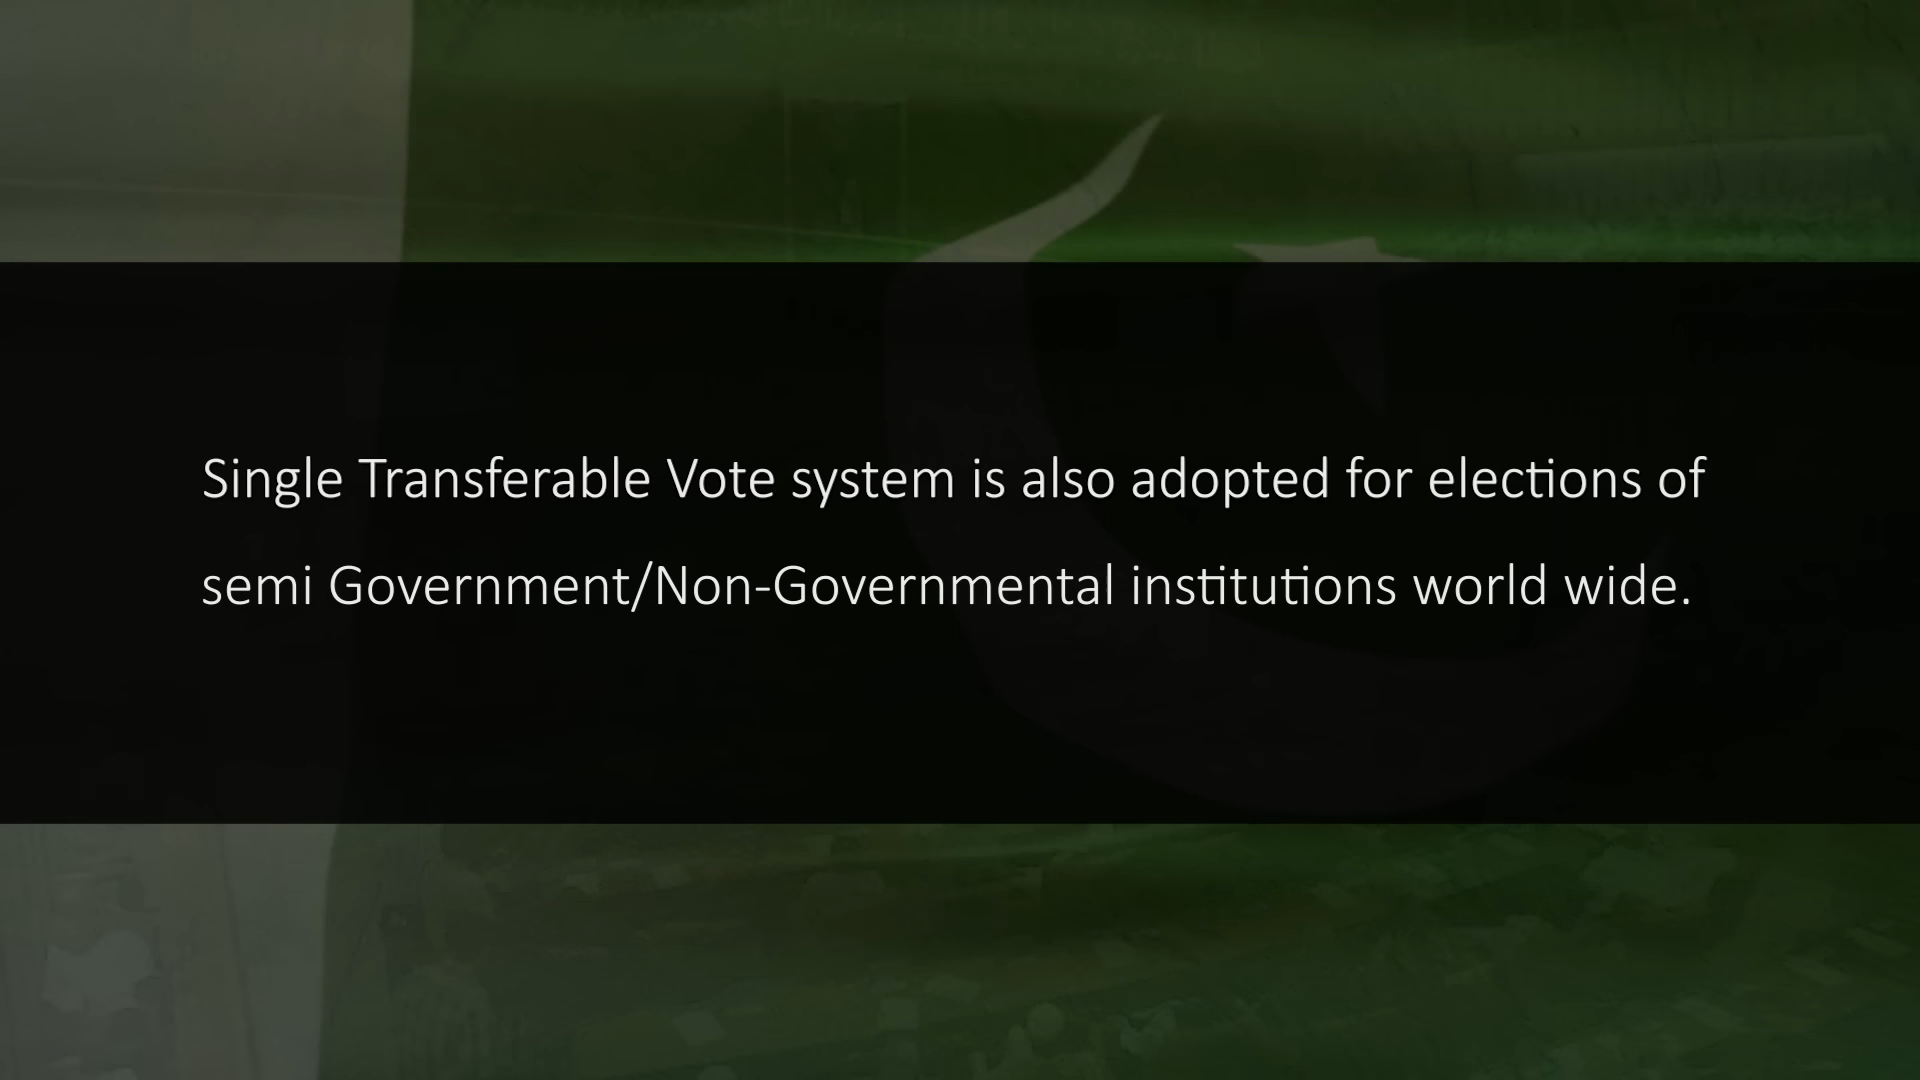 Single Transferable Vote system is also adopted for elections of
semi Government/Non-Governmental institutions world wide.